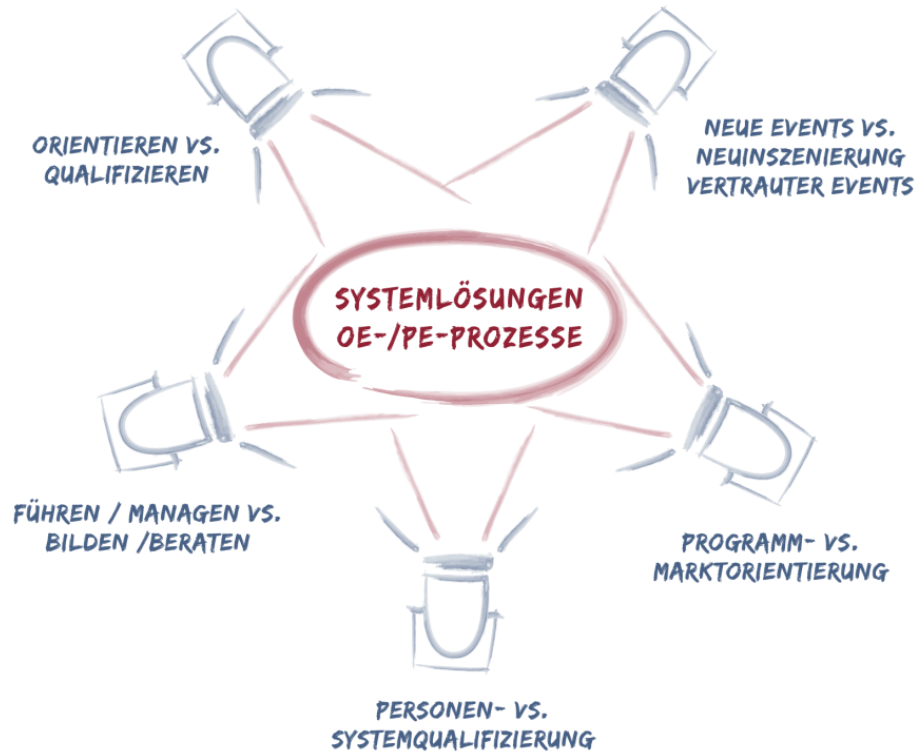 ORIENTIEREN VS.
QUALIFIZIEREN
NEUE EVENTS VS.
NEUINSZENIERUNG
VERTRAUTER EVENTS
SYSTEMLÖSUNGEN
OE-/PE-PROZESSE
FÜHREN / MANAGEN VS.
BILDEN /BERATEN
PROGRAMM- VS.
MARKTORIENTIERUNG
PERSONEN- VS.
SYSTEMQUALIFIZIERUNG